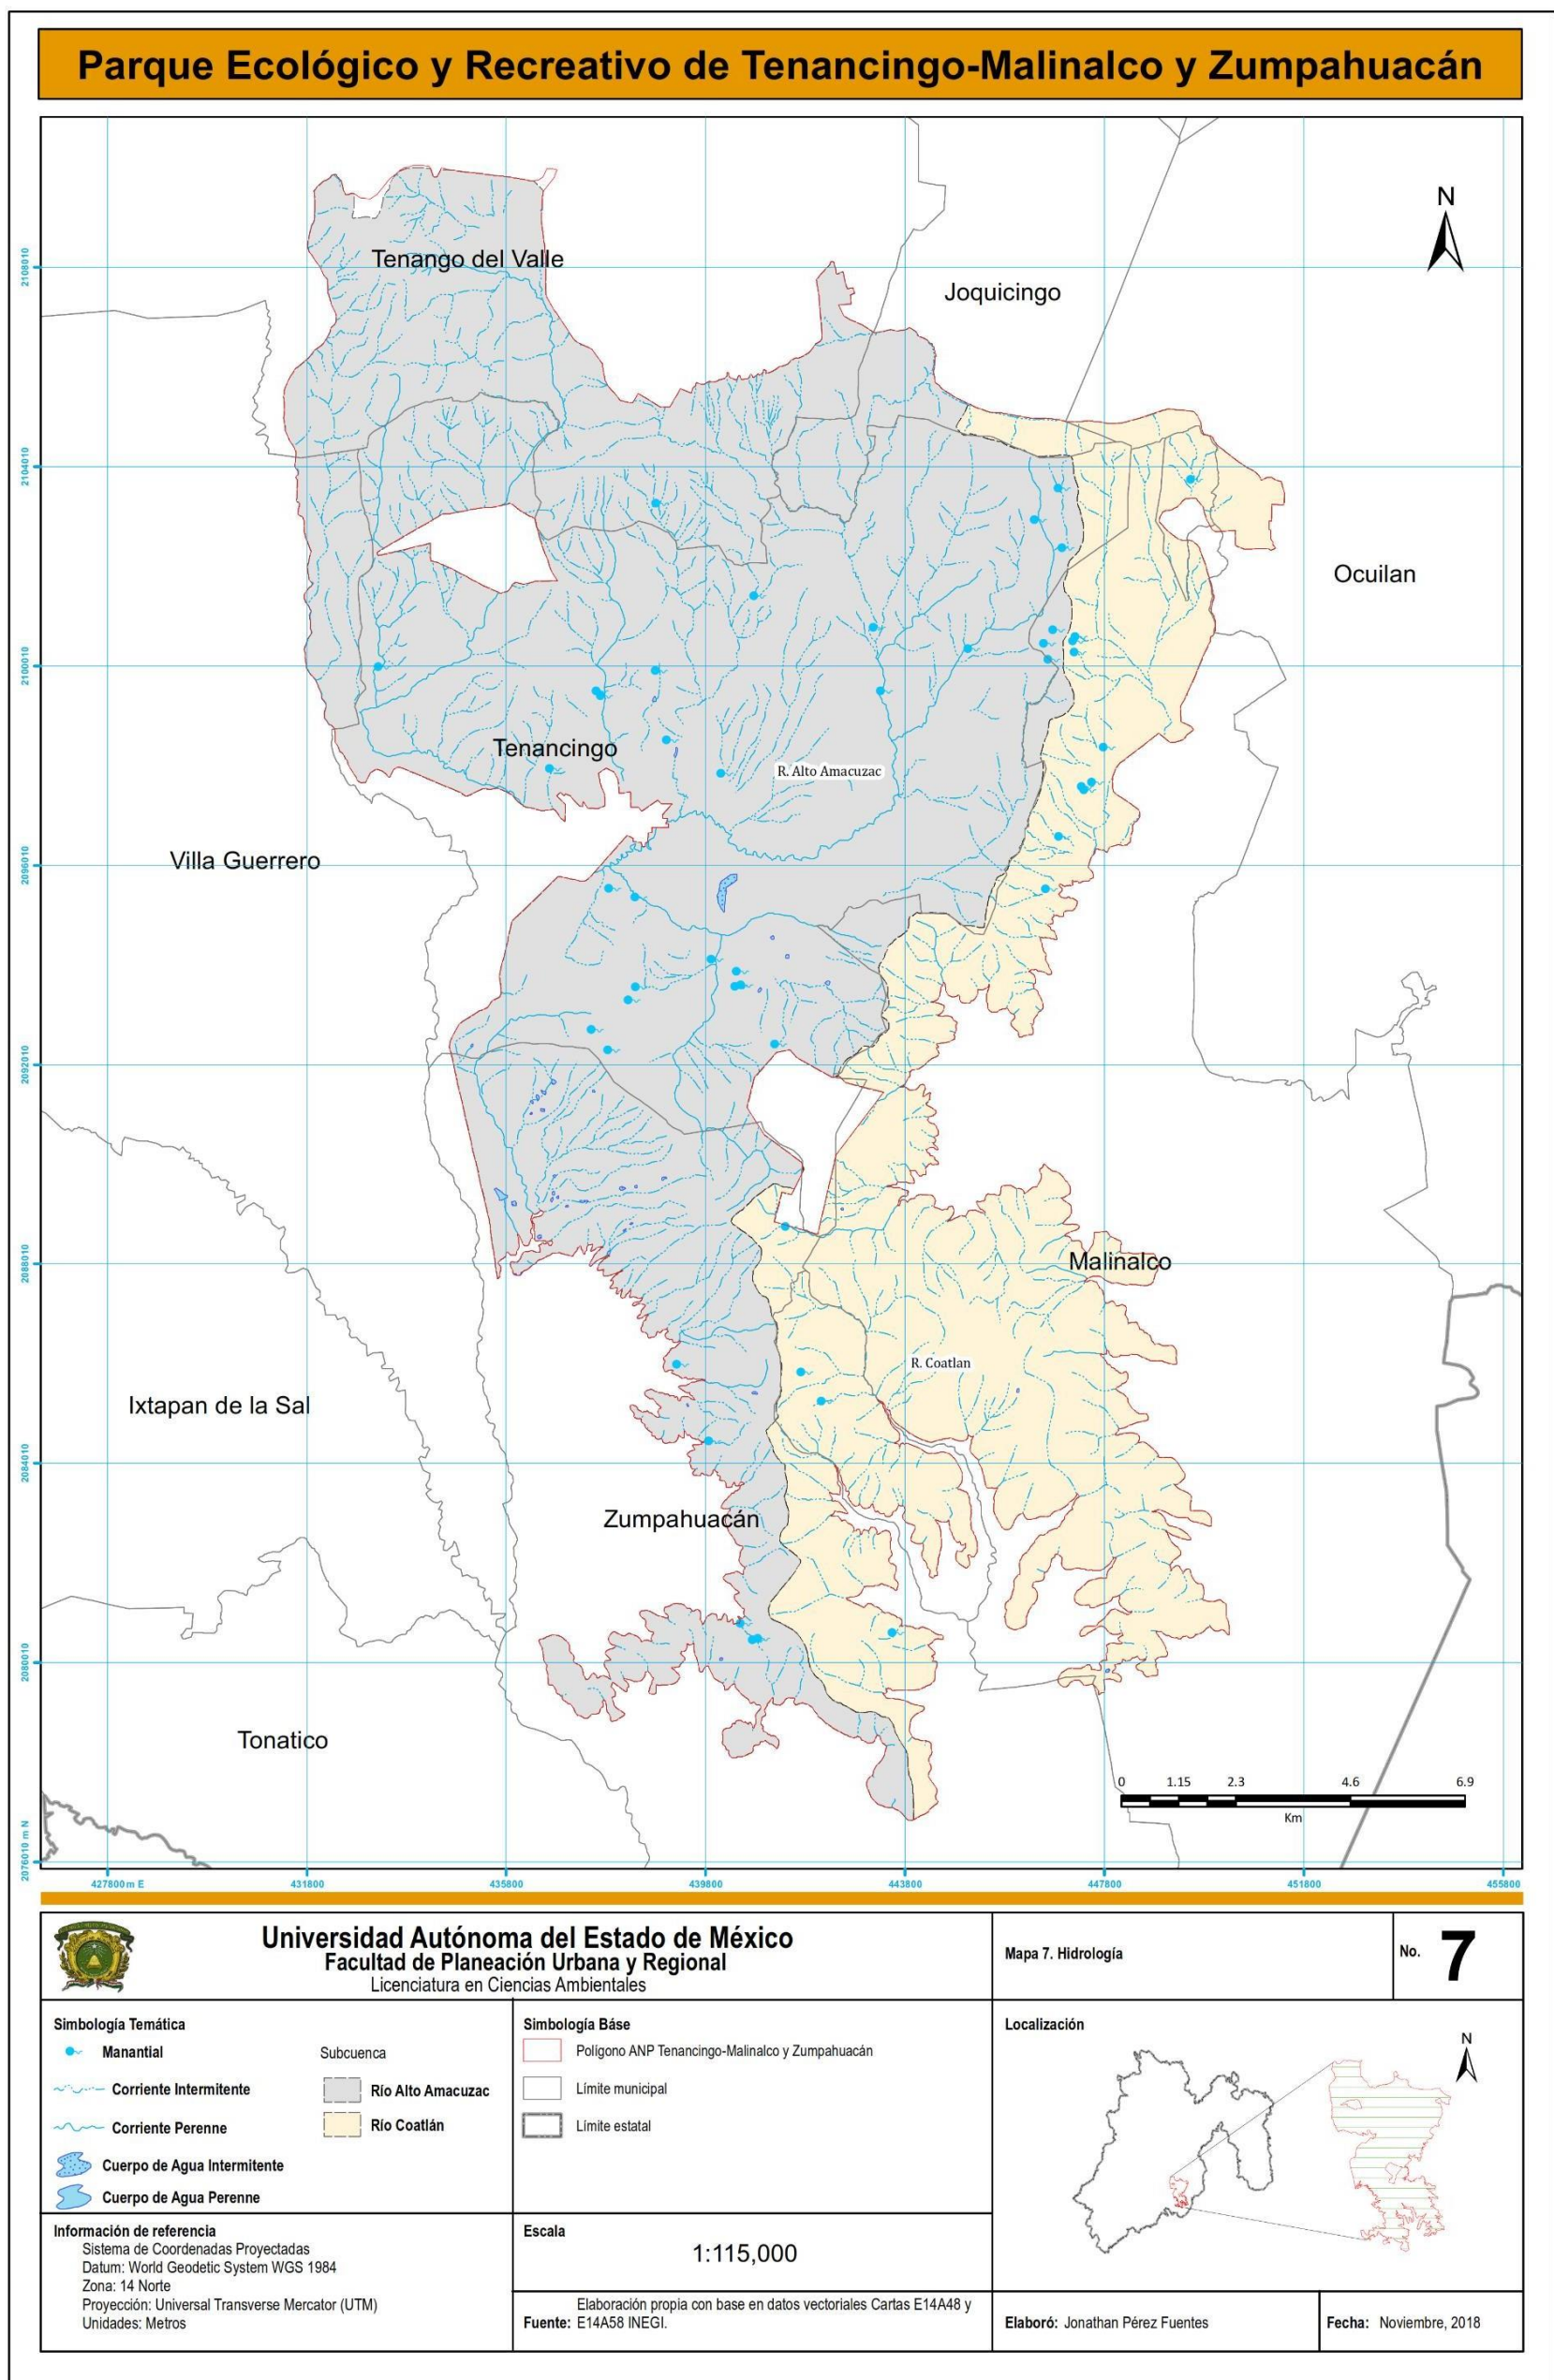 Parque Ecológico y Recreativo de Tenancingo-Malinalco y Zumpahuacán
N
Tenango del Valle
Joquicingo
Ocuilan
Tenancingo
R. Alto Amacuzac
Villa Guerrero
Malinalco
R. Coatlan
Ixtapan de la Sal
Zumpahuacán
Tonatico
2108010
2104010
2100010
2096010
2092010
2088010
2084010
2080010
2076010 m N
0 1.15 2.3 4.6 6.9
Km
427800m E 431800 435800 439800 443800 447800 451800 455800
Universidad Autónoma del Estado de México
Facultad de Planeación Urbana y Regional
Licenciatura en Ciencias Ambientales
Mapa 7. Hidrología
No. 7
Simbología Temática
Manantial
Corriente Intermitente
Corriente Perenne
Cuerpo de Agua Intermitente
Cuerpo de Agua Perenne
Subcuenca
Río Alto Amacuzac
Río Coatlán
Simbología Báse
Polígono ANP Tenancingo-Malinalco y Zumpahuacán
Límite municipal
Límite estatal
Localización
N
Información de referencia
Sistema de Coordenadas Proyectadas
Datum: World Geodetic System WGS 1984
Zona: 14 Norte
Proyección: Universal Transverse Mercator (UTM)
Unidades: Metros
Escala
1:115,000
Elaboración propia con base en datos vectoriales Cartas E14A48 y
Fuente: E14A58 INEGI.
Elaboró: Jonathan Pérez Fuentes
Fecha: Noviembre, 2018